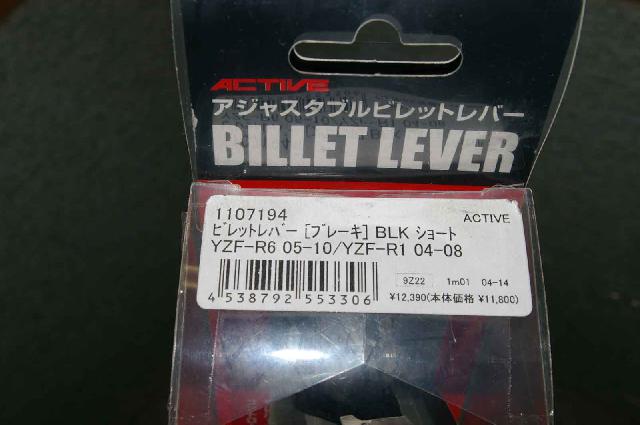 ACTIVE
アジャスタブルビレットレバー
BILLET LEVER
1107194 ACTIVE
ﾋﾞﾚｯﾄﾚﾊﾞｰ [ﾌﾞﾚｰｷ] BLK ｼｮｰﾄ
YZF-R6 05-10/YZF-R1 04-08
9Z22 1m01 04-14
4 538792 553306 ¥12,390(本体価格 ¥11,800)